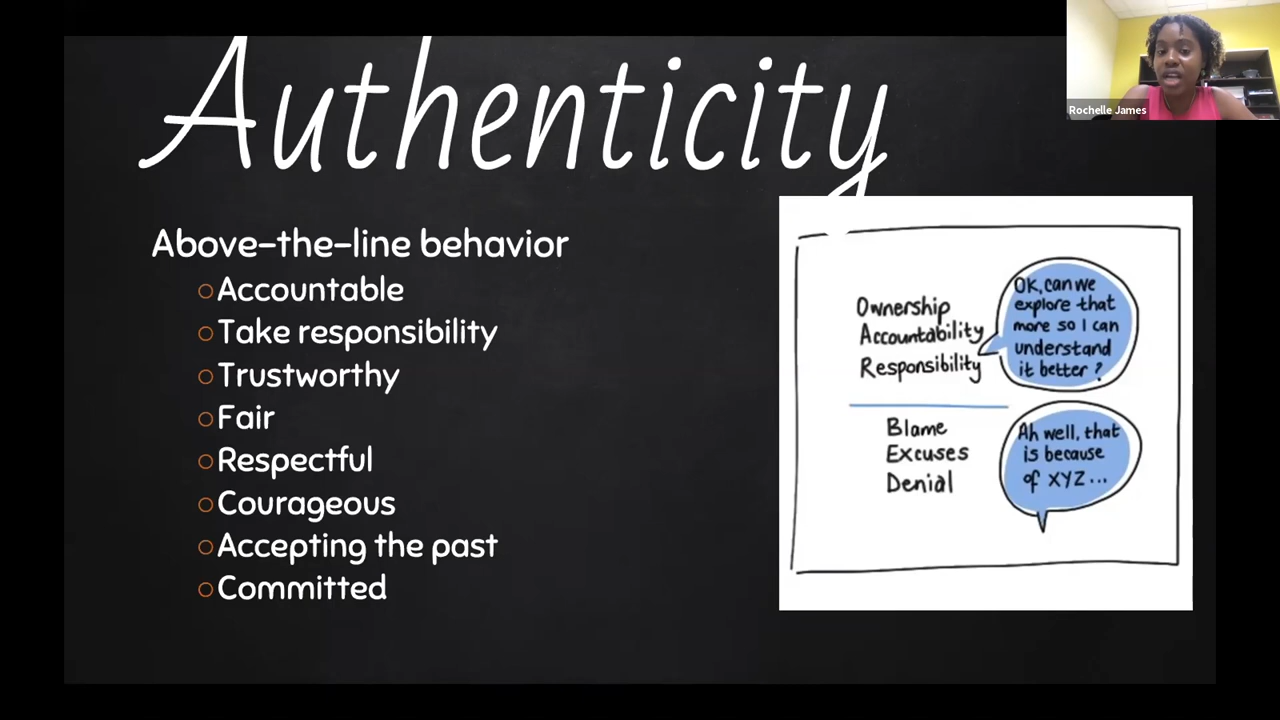 Authenticity
Rochelle James
Above-the-line behavior
Accountable
Take responsibility
Trustworthy
Fair
Respectful
Courageous
Accepting the past
Committed
Ownership
Accountability
Responsibility
OK, can we
explore that
more so I can
understand
it better?
Blame
Excuses
Denial
Ah well, that
is because
of XYZ...